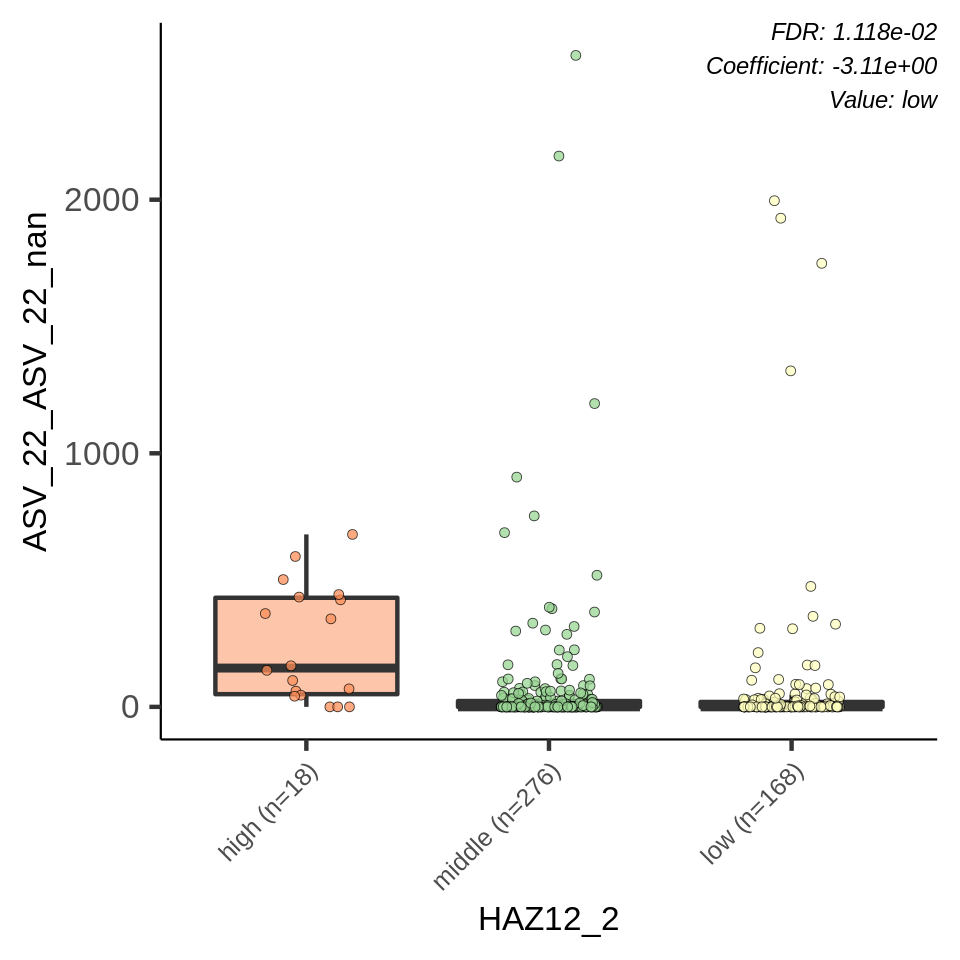 FDR: 1.118e-02
Coefficient: -3.11e+00
Value: low
ASV_22_ASV_22_nan
2000
1000
0
high (n=18)
middle (n=276)
low (n=168)
HAZ12_2